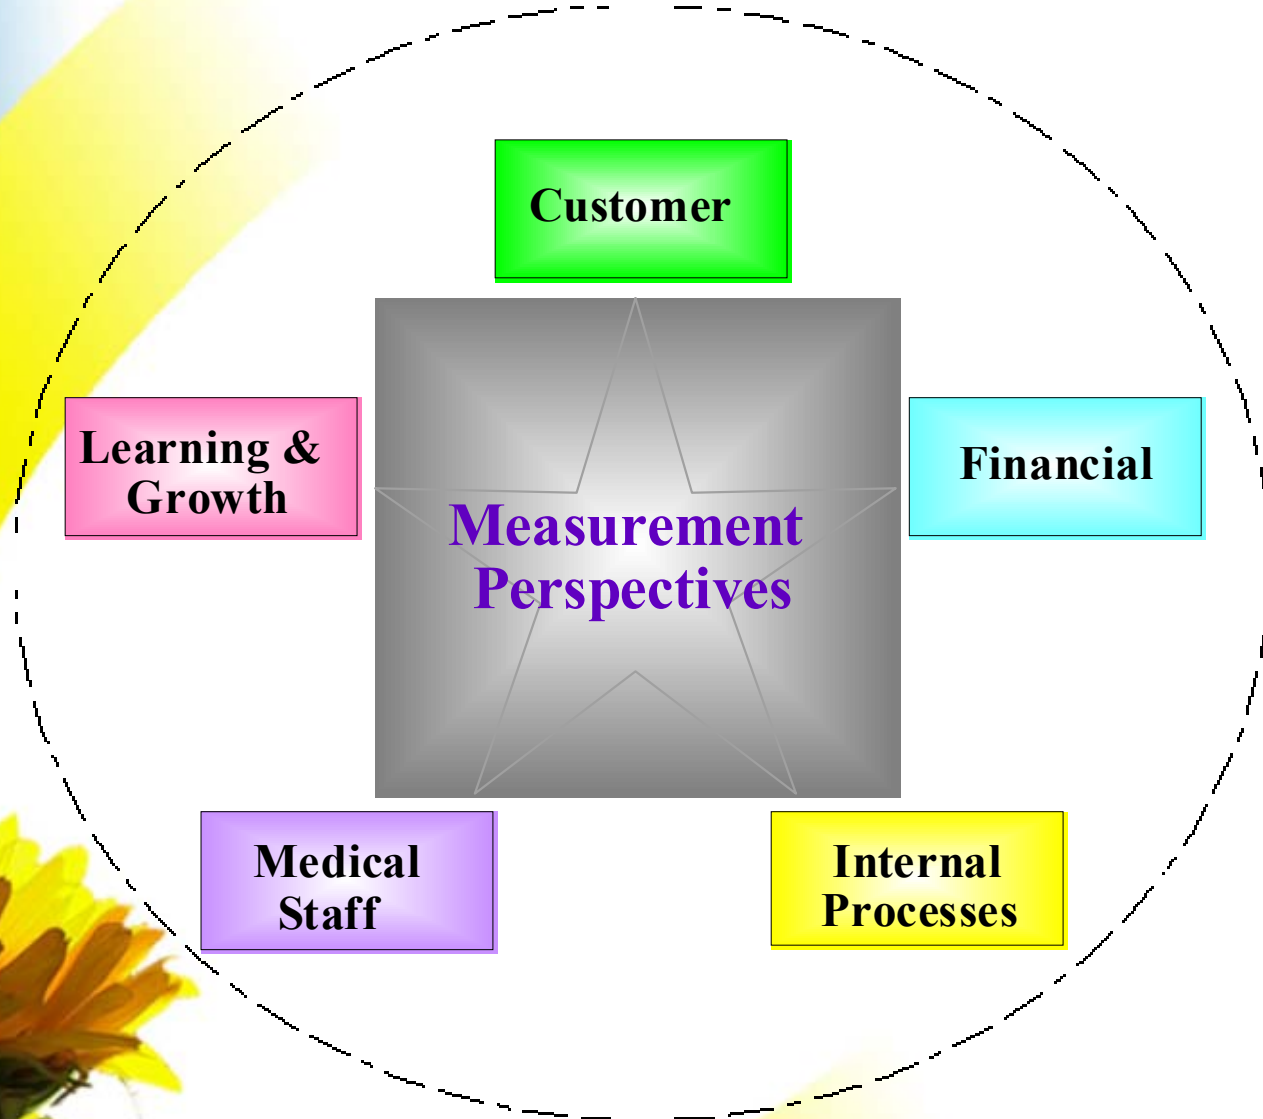 Customer
Learning &
Growth
Financial
Measurement
Perspectives
Medical
Staff
Internal
Processes